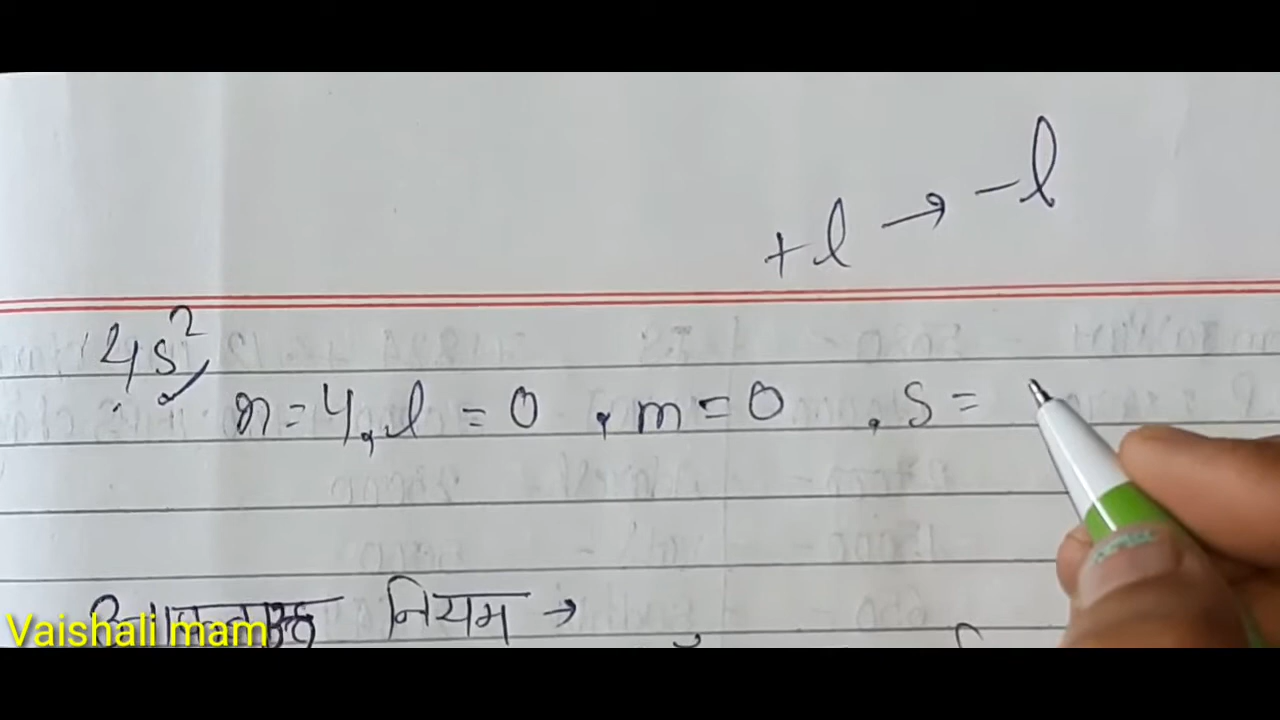 +l → -l
4s²
n = 4, l = 0 , m = 0 , s =
नियम →
Vaishali mam